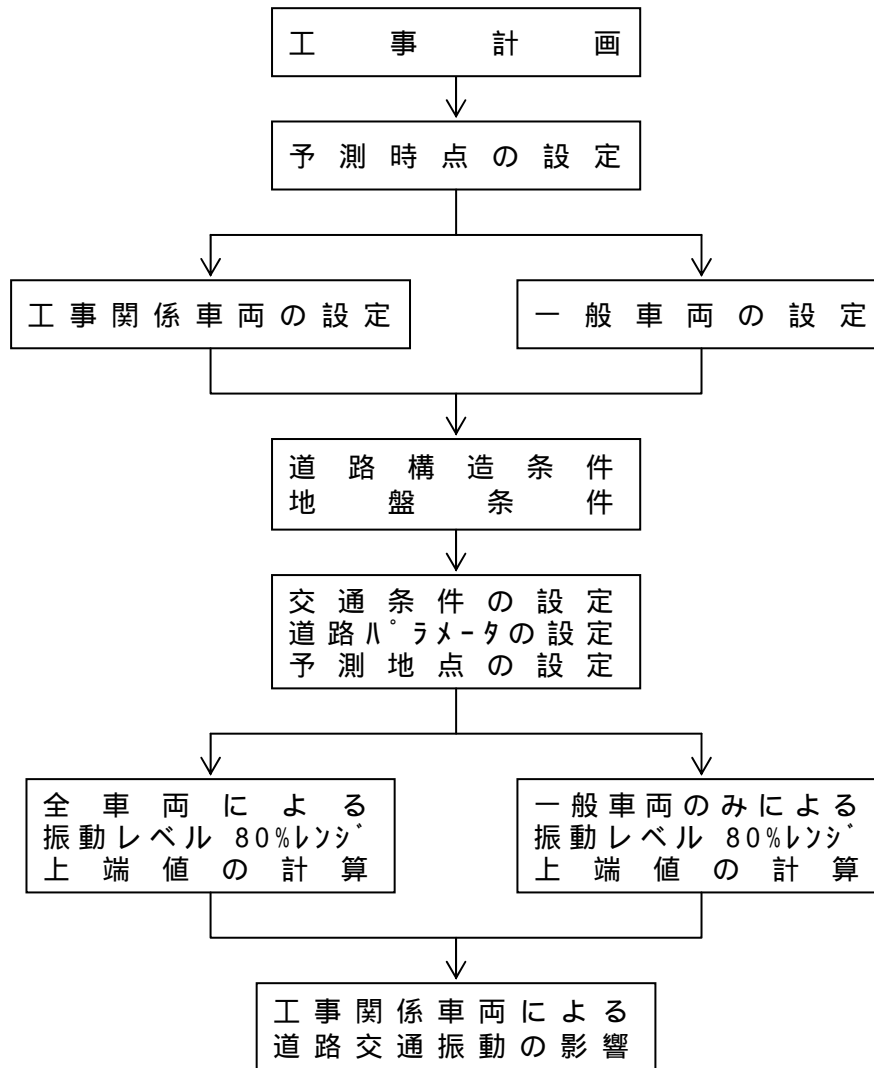 工事計画
予測時点の設定
工事関係車両の設定
一般車両の設定
道路構造条件
地盤条件
交通条件の設定
道路ﾊﾟﾗﾒｰﾀの設定
予測地点の設定
全車両による
振動レベル 80%ﾚﾝｼﾞ
上端値の計算
一般車両のみによる
振動レベル 80%ﾚﾝｼﾞ
上端値の計算
工事関係車両による
道路交通振動の影響